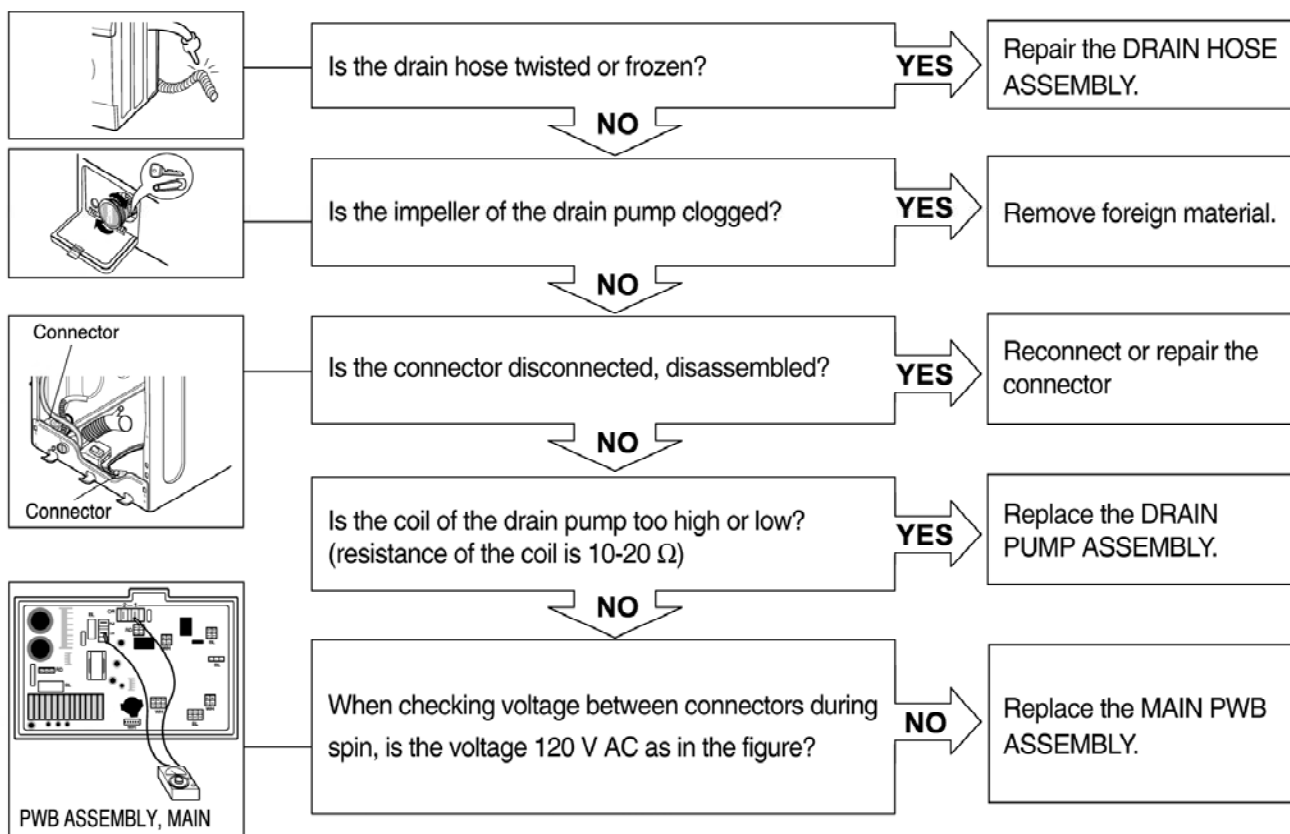 Is the drain hose twisted or frozen?
YES
Repair the DRAIN HOSE
ASSEMBLY.
NO
Is the impeller of the drain pump clogged?
YES
Remove foreign material.
NO
Connector
Connector
Is the connector disconnected, disassembled?
YES
Reconnect or repair the
connector
NO
Is the coil of the drain pump too high or low?
(resistance of the coil is 10-20 Ω)
YES
Replace the DRAIN
PUMP ASSEMBLY.
NO
When checking voltage between connectors during
spin, is the voltage 120 V AC as in the figure?
NO
Replace the MAIN PWB
ASSEMBLY.
PWB ASSEMBLY, MAIN